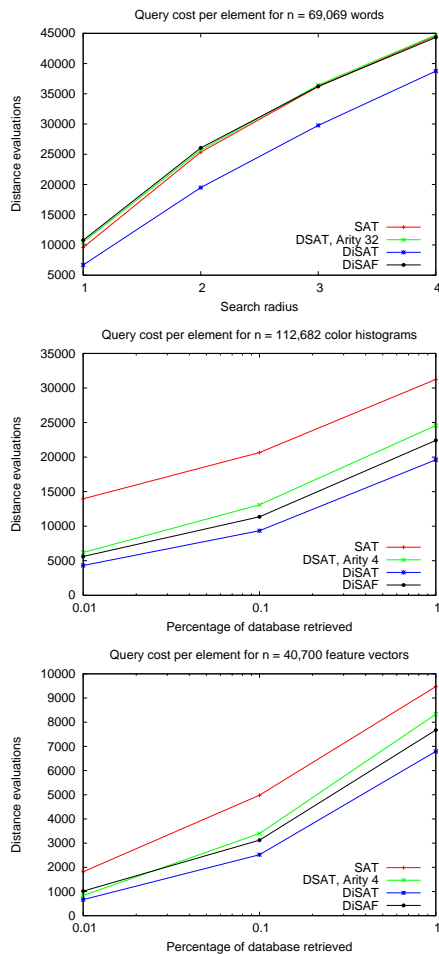 Query cost per element for n = 69,069 words
45000
40000
35000
30000
25000
20000
15000
10000
5000
Distance evaluations
SAT
DSAT, Arity 32
DiSAT
DiSAF
1 2 3 4
Search radius
Query cost per element for n = 112,682 color histograms
35000
30000
25000
20000
15000
10000
5000
0
Distance evaluations
SAT
DSAT, Arity 4
DiSAT
DiSAF
0.01 0.1 1
Percentage of database retrieved
Query cost per element for n = 40,700 feature vectors
10000
9000
8000
7000
6000
5000
4000
3000
2000
1000
0
Distance evaluations
SAT
DSAT, Arity 4
DiSAT
DiSAF
0.01 0.1 1
Percentage of database retrieved